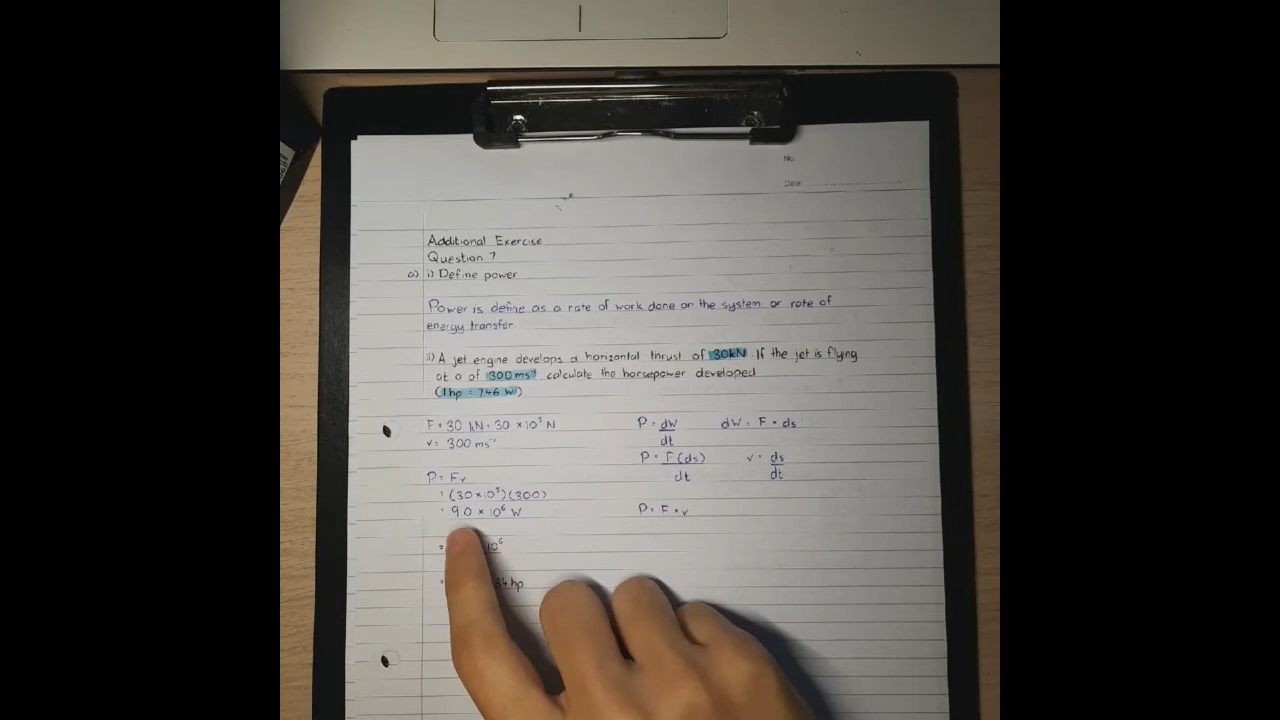 No.
Date:
Additional Exercise
Question 7
a) i) Define power
Power is define as a rate of work done on the system or rate of
energy transfer.
ii) A jet engine develops a horizontal thrust of 30kN. If the jet is flying
at a of 300 ms⁻¹ calculate the horsepower developed
(1 hp = 746 W)
F = 30 kN = 30 × 10³ N
v = 300 ms⁻¹
P = Fv
= (30 × 10³)(300)
= 9.0 × 10⁶ W
= 10⁶
= 34 hp
P = dW
dt
dW = F • ds
P = F (ds)
dt
v = ds
dt
P = F • v